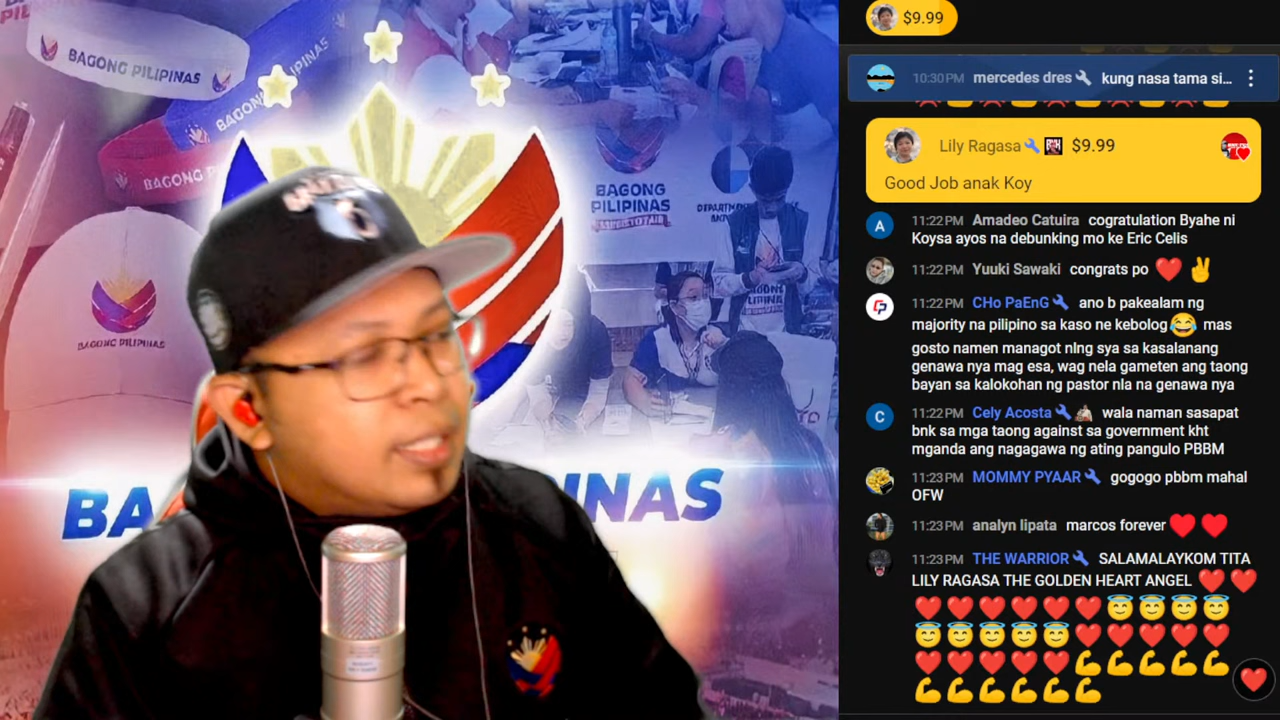 BAGONG PILIPINAS
BAGONG PILIPINAS
BAGONG
BAGONG PILIPINAS
BAGONG
PILIPINAS
BA PINAS
$9.99
10:30 PM mercedes dres kung nasa tama si...
Lily Ragasa $9.99
Good Job anak Koy
A
11:22 PM Amadeo Catuira cogratulation Byahe ni
Koysa ayos na debunking mo ke Eric Celis
11:22 PM Yuuki Sawaki congrats po ❤️ ✌️
11:22 PM CHo PaEnG ano b pakealam ng
majority na pilipino sa kaso ne kebolog 😂 mas
gosto namen managot nlng sya sa kasalanang
genawa nya mag esa, wag nela gameten ang taong
bayan sa kalokohan ng pastor nla na genawa nya
C
11:22 PM Cely Acosta wala naman sasapat
bnk sa mga taong against sa government kht
mganda ang nagagawa ng ating pangulo PBBM
11:23 PM MOMMY PYAAR gogogo pbbm mahal
OFW
11:23 PM analyn lipata marcos forever ❤️ ❤️
11:23 PM THE WARRIOR SALAMALAYKOM TITA
LILY RAGASA THE GOLDEN HEART ANGEL ❤️ ❤️
❤️❤️❤️❤️❤️❤️😇😇😇😇
😇😇😇😇😇❤️❤️❤️❤️❤️
❤️❤️❤️❤️❤️💪💪💪💪💪
💪💪💪💪💪💪